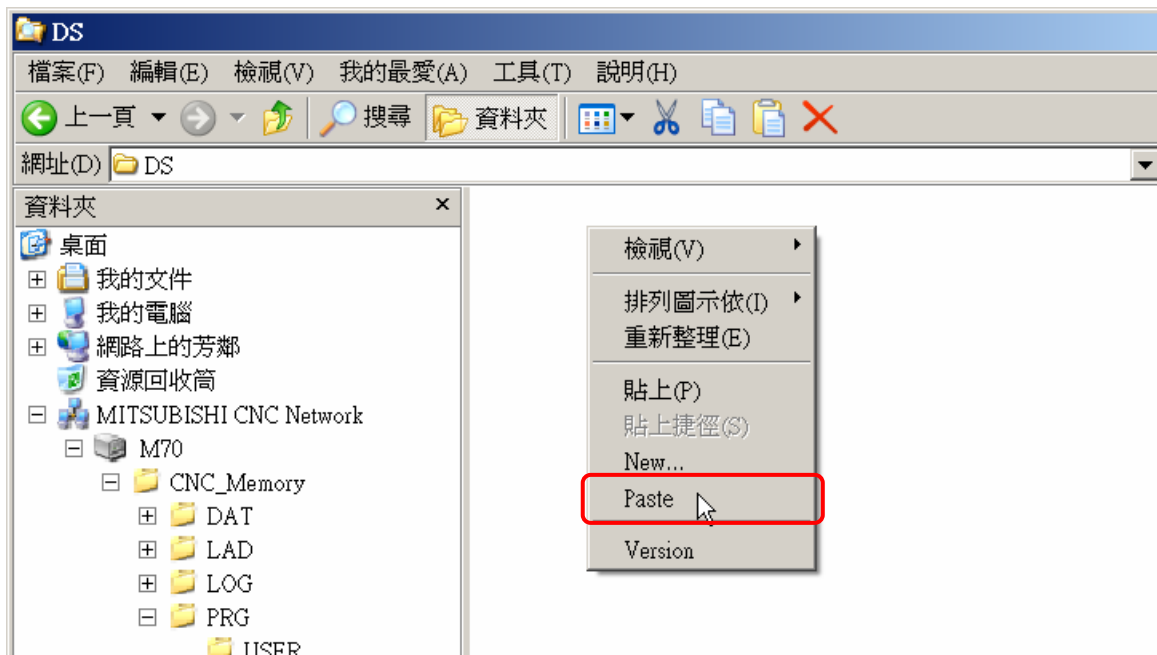 DS
檔案(F) 編輯(E) 檢視(V) 我的最愛(A) 工具(T) 說明(H)
上一頁 搜尋 資料夾
網址(D) DS
資料夾 ×
桌面
我的文件
我的電腦
網路上的芳鄰
資源回收筒
MITSUBISHI CNC Network
M70
CNC_Memory
DAT
LAD
LOG
PRG
USER
檢視(V)
排列圖示依(I)
重新整理(E)
貼上(P)
貼上捷徑(S)
New...
Paste
Version